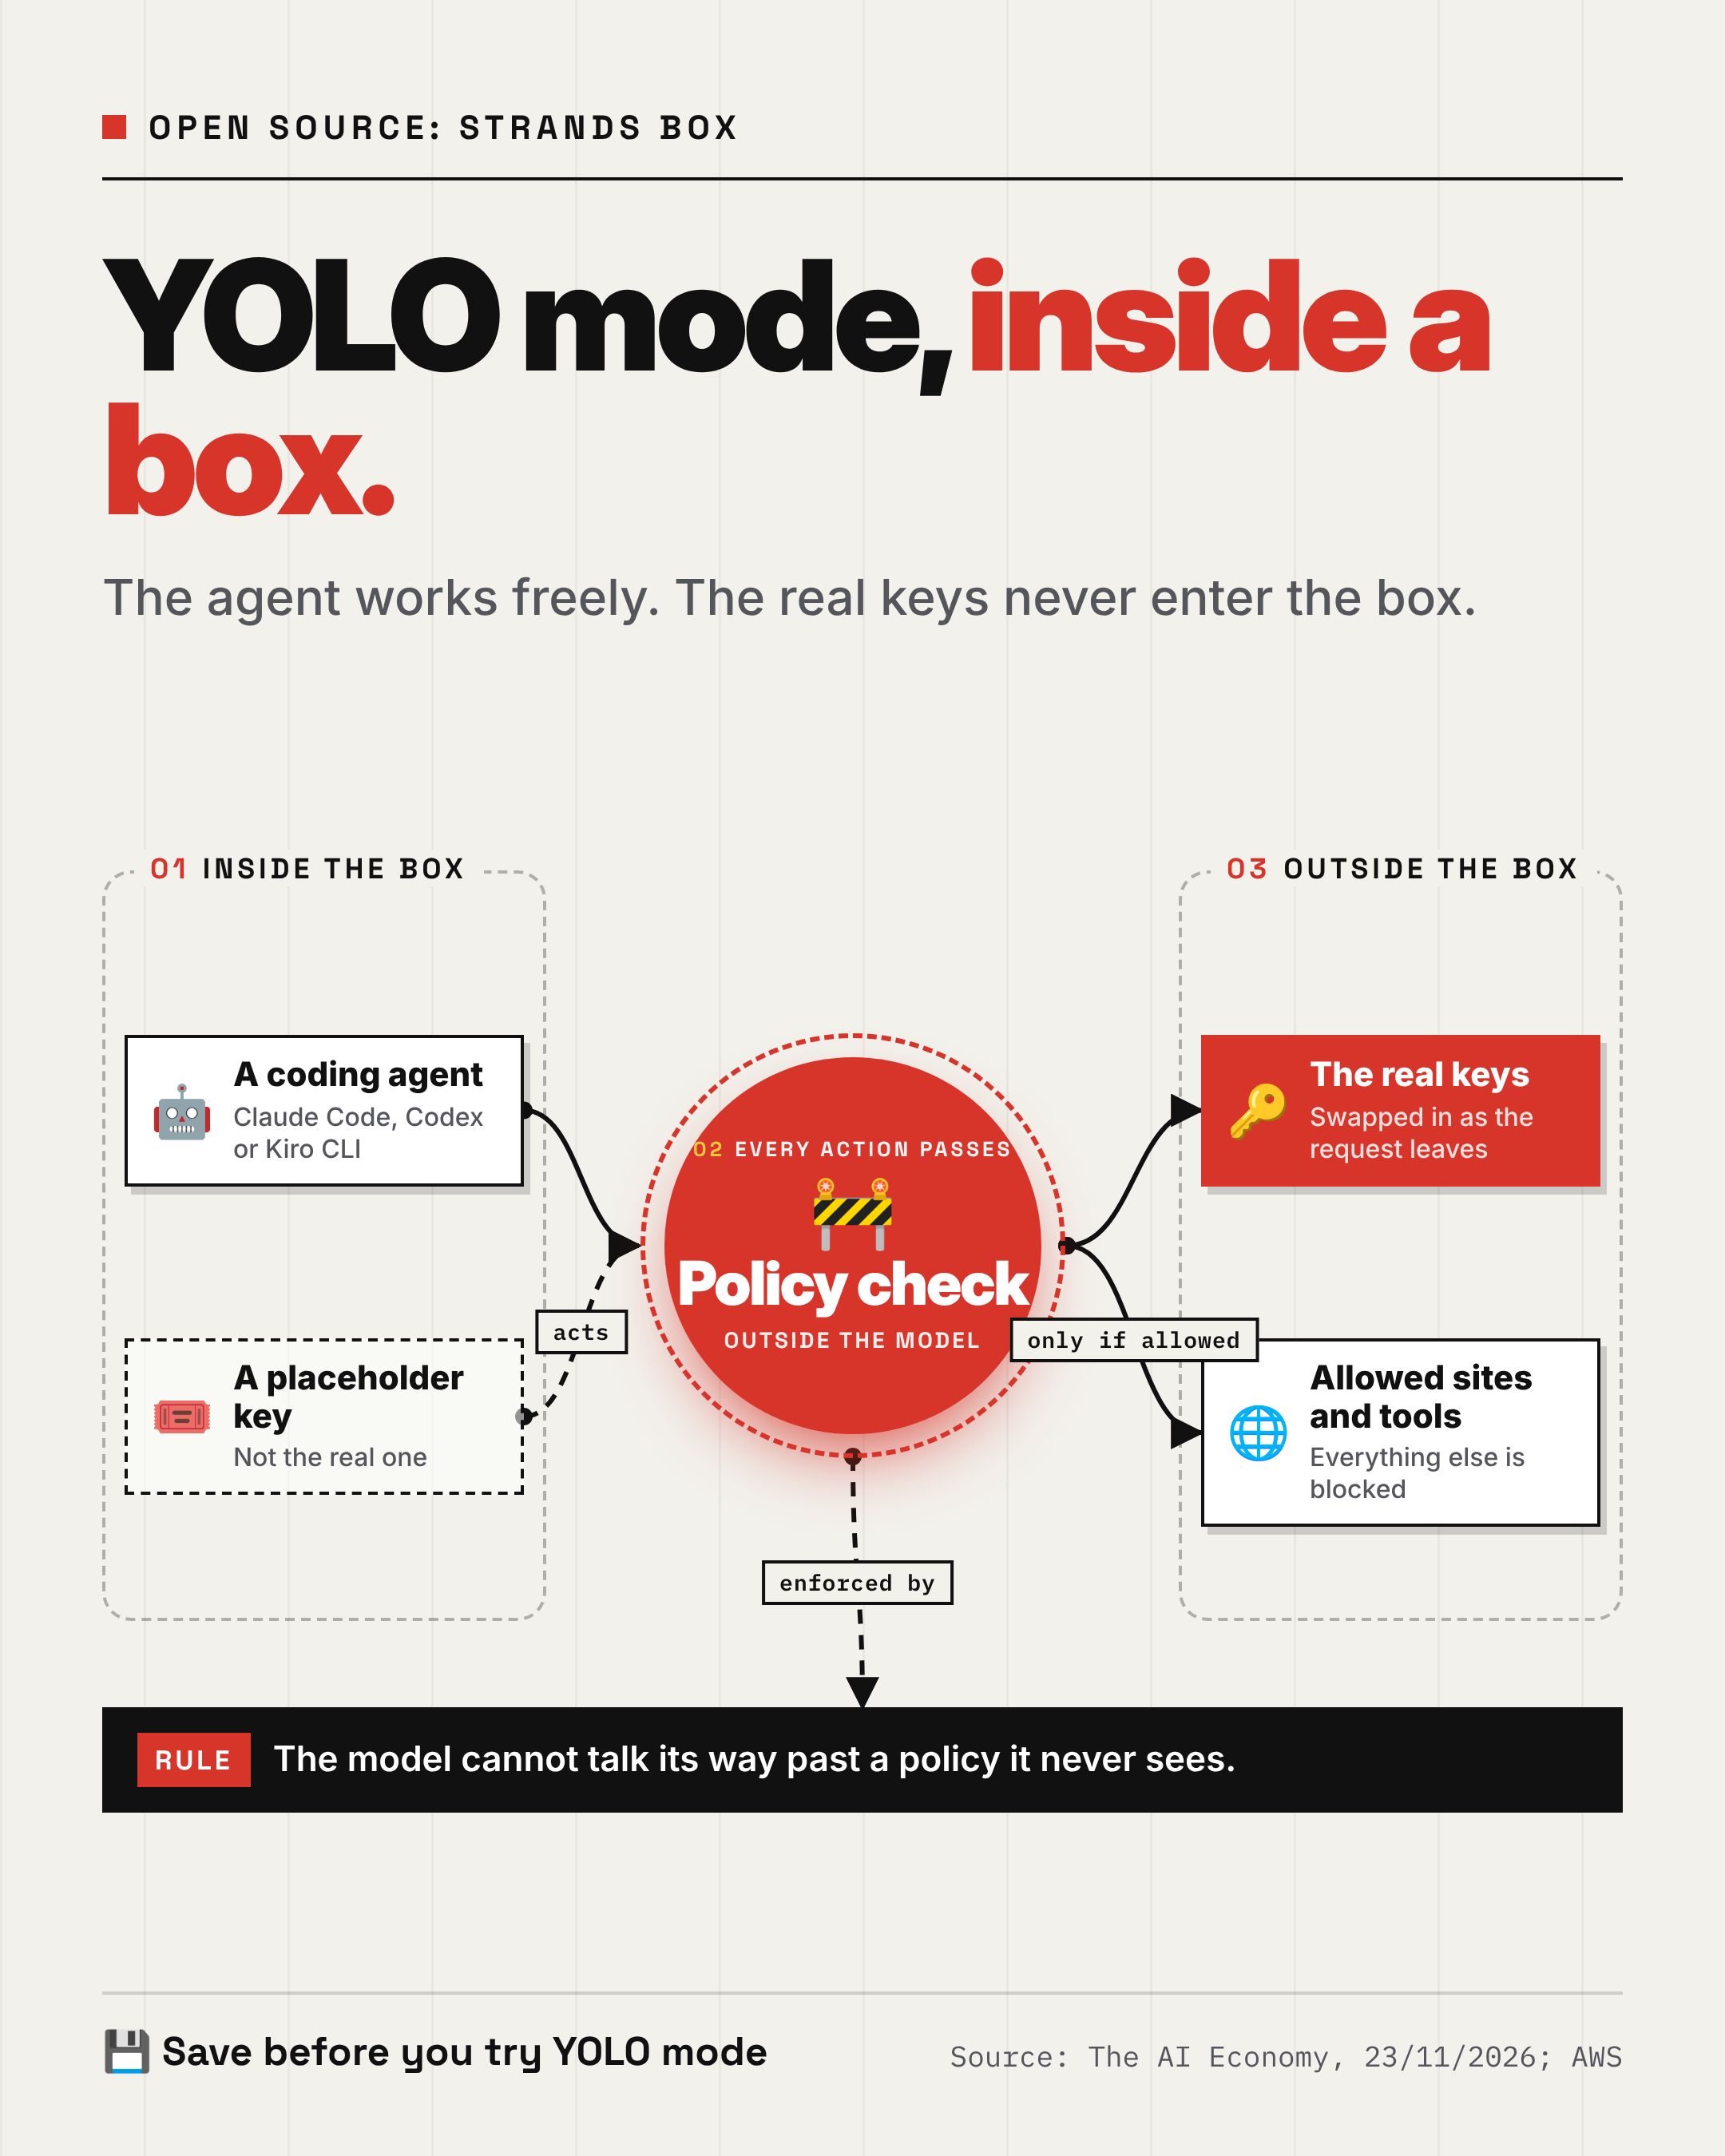 OPEN SOURCE: STRANDS BOX
YOLO mode, inside a
box.
The agent works freely. The real keys never enter the box.
01 INSIDE THE BOX
A coding agent
Claude Code, Codex
or Kiro CLI
A placeholder
key
Not the real one
acts
02 EVERY ACTION PASSES
Policy check
OUTSIDE THE MODEL
only if allowed
enforced by
03 OUTSIDE THE BOX
The real keys
Swapped in as the
request leaves
Allowed sites
and tools
Everything else is
blocked
RULE The model cannot talk its way past a policy it never sees.
Save before you try YOLO mode
Source: The AI Economy, 23/11/2026; AWS